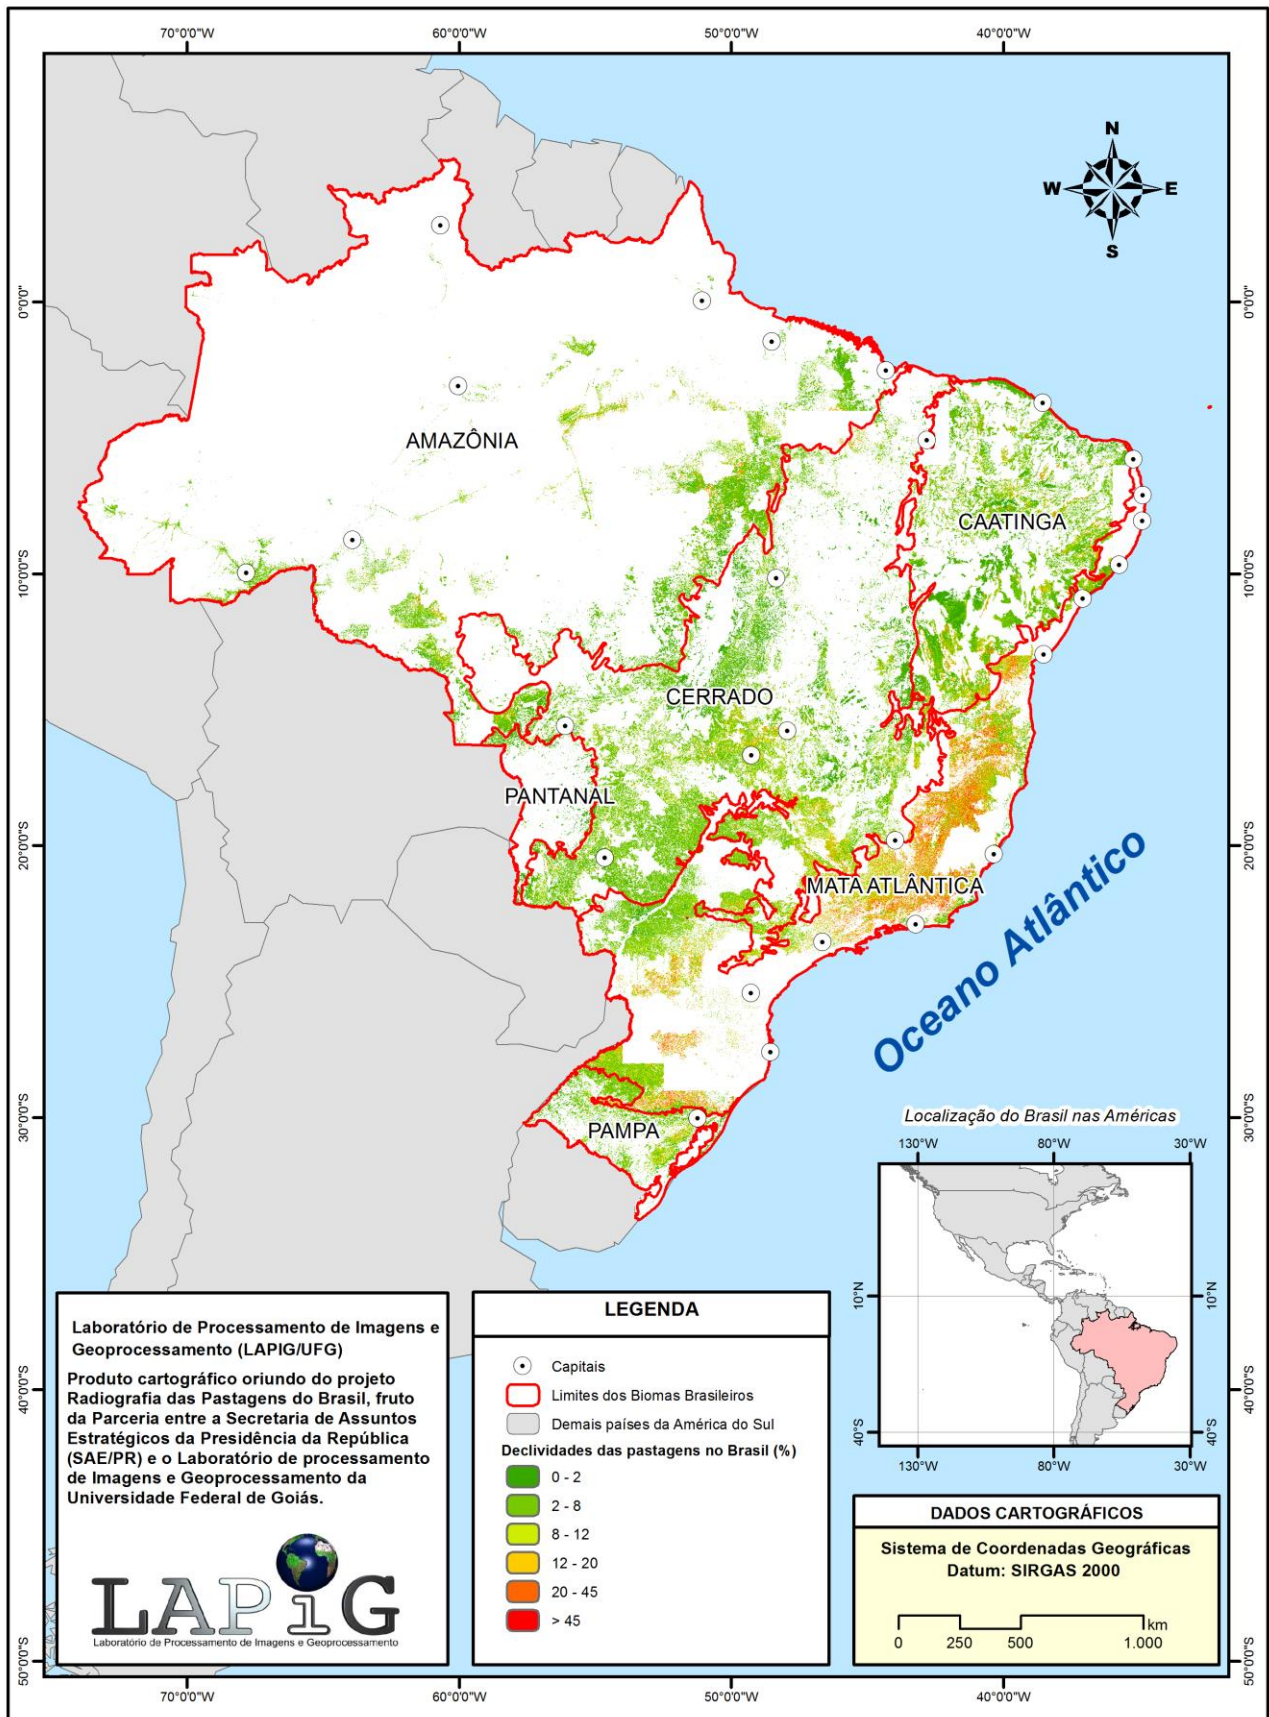 70°0'0"W 60°0'0"W 50°0'0"W 40°0'0"W
N
W E
S
0°0'0" 0°0'0"
AMAZÔNIA
CAATINGA
10°0'0"S 10°0'0"S
CERRADO
PANTANAL
20°0'0"S 20°0'0"S
MATA ATLÂNTICA
Oceano Atlântico
30°0'0"S 30°0'0"S
PAMPA
Localização do Brasil nas Américas
130°W 80°W 30°W
10°N 10°N
40°S 40°S
130°W 80°W 30°W
40°0'0"S 40°0'0"S
Laboratório de Processamento de Imagens e
Geoprocessamento (LAPIG/UFG)
Produto cartográfico oriundo do projeto
Radiografia das Pastagens do Brasil, fruto
da Parceria entre a Secretaria de Assuntos
Estratégicos da Presidência da República
(SAE/PR) e o Laboratório de processamento
de Imagens e Geoprocessamento da
Universidade Federal de Goiás.
LAPiG
Laboratório de Processamento de Imagens e Geoprocessamento
LEGENDA
Capitais
Limites dos Biomas Brasileiros
Demais países da América do Sul
Declividades das pastagens no Brasil (%)
0 - 2
2 - 8
8 - 12
12 - 20
20 - 45
> 45
DADOS CARTOGRÁFICOS
Sistema de Coordenadas Geográficas
Datum: SIRGAS 2000
km
0 250 500 1.000
50°0'0"S 50°0'0"S
70°0'0"W 60°0'0"W 50°0'0"W 40°0'0"W